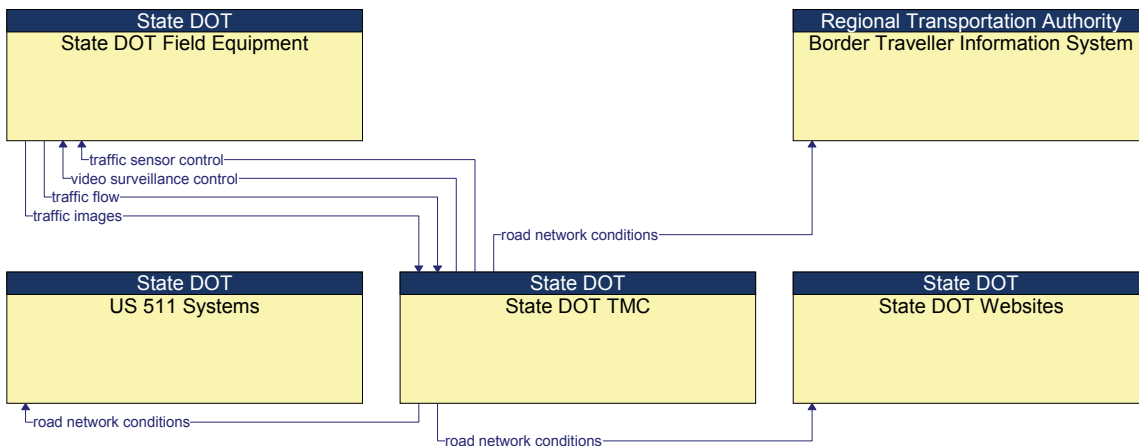 State DOT
State DOT Field Equipment
Regional Transportation Authority
Border Traveller Information System
traffic sensor control
video surveillance control
traffic flow
traffic images
road network conditions
State DOT
US 511 Systems
State DOT
State DOT TMC
State DOT
State DOT Websites
road network conditions
road network conditions